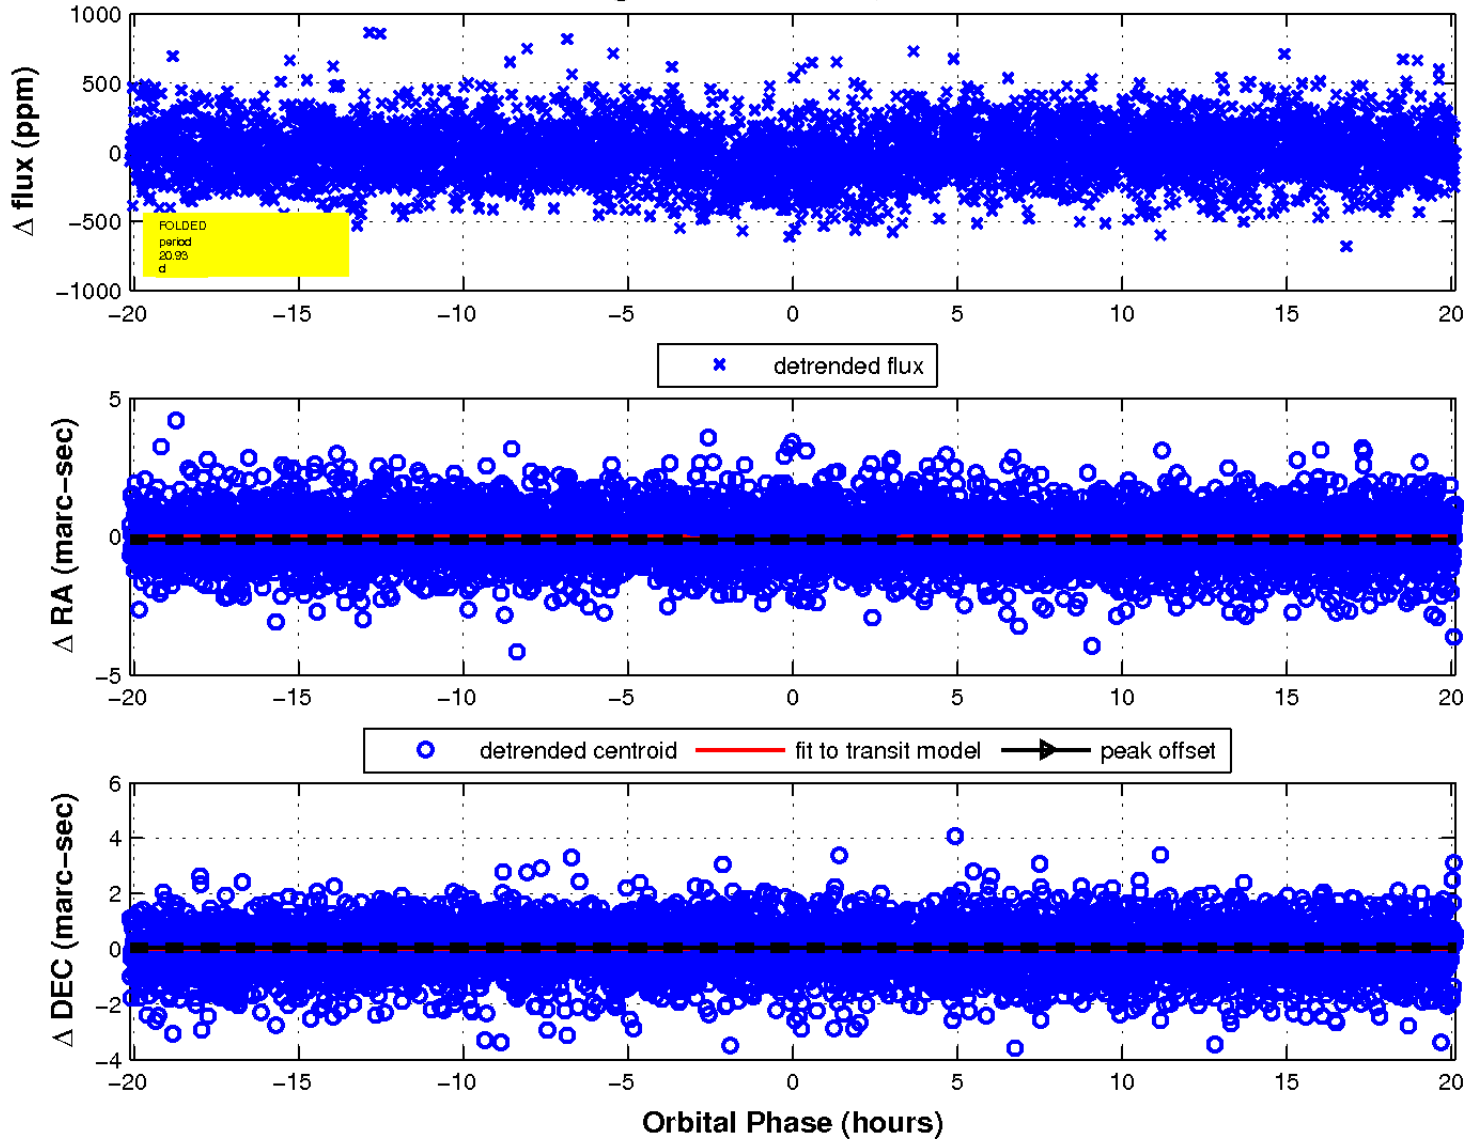 1000
500
0
−500
−1000
Δ flux (ppm)
FOLDED
period
20.93
d
−20 −15 −10 −5 0 5 10 15 20
detrended flux
5
0
−5
Δ RA (marc−sec)
−20 −15 −10 −5 0 5 10 15 20
detrended centroid fit to transit model peak offset
6
4
2
0
−2
−4
Δ DEC (marc−sec)
−20 −15 −10 −5 0 5 10 15 20
Orbital Phase (hours)